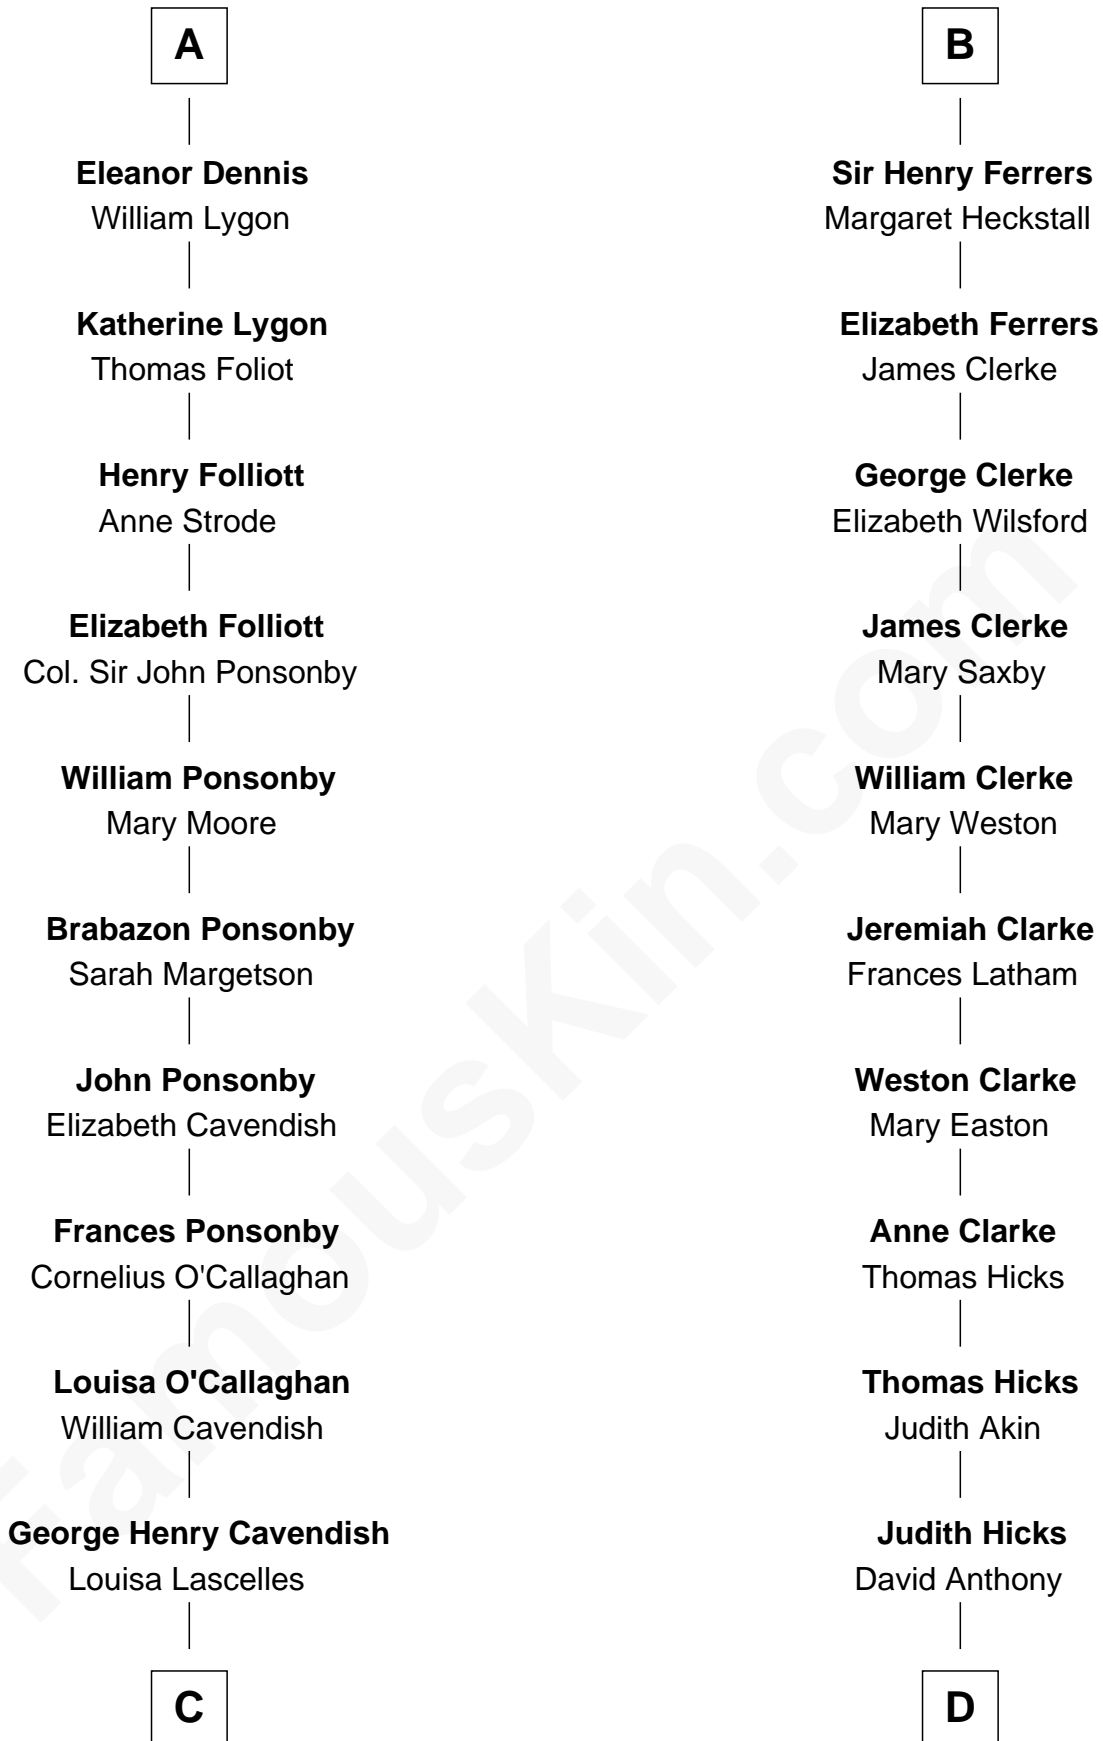 A
Eleanor Dennis
William Lygon
Katherine Lygon
Thomas Foliot
Henry Folliott
Anne Strode
Elizabeth Folliott
Col. Sir John Ponsonby
William Ponsonby
Mary Moore
Brabazon Ponsonby
Sarah Margetson
John Ponsonby
Elizabeth Cavendish
Frances Ponsonby
Cornelius O'Callaghan
Louisa O'Callaghan
William Cavendish
George Henry Cavendish
Louisa Lascelles
C
B
Sir Henry Ferrers
Margaret Heckstall
Elizabeth Ferrers
James Clerke
George Clerke
Elizabeth Wilsford
James Clerke
Mary Saxby
William Clerke
Mary Weston
Jeremiah Clarke
Frances Latham
Weston Clarke
Mary Easton
Anne Clarke
Thomas Hicks
Thomas Hicks
Judith Akin
Judith Hicks
David Anthony
D
FamousKin.com